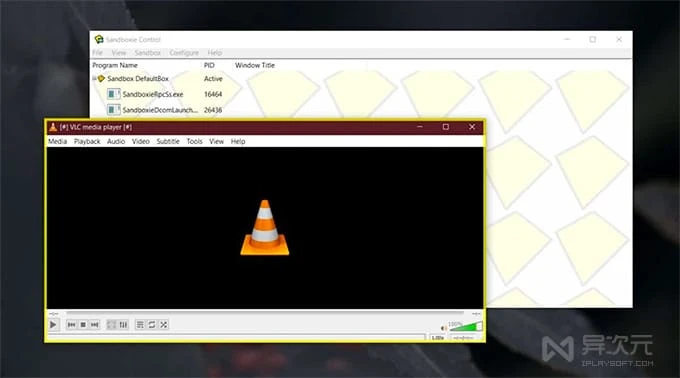 Sandboxie Control
File View Sandbox Configure Help
Program Name PID Window Title
Sandbox DefaultBox Active
SandboxieRpcSs.exe 16464
SandboxieDcomLaunch... 26436
[#] VLC media player [#]
Media Playback Audio Video Subtitle Tools View Help
--:-- --:--
100%
1.00x --:--/--:--
异次元
IPLAYSOFT.COM